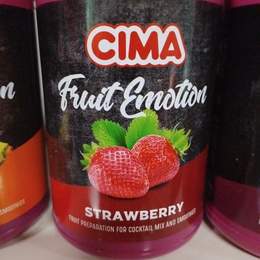 CIMA
Fruit Emotion
STRAWBERRY
FRUIT PREPARATION FOR COCKTAIL MIX AND SMOOTHIES